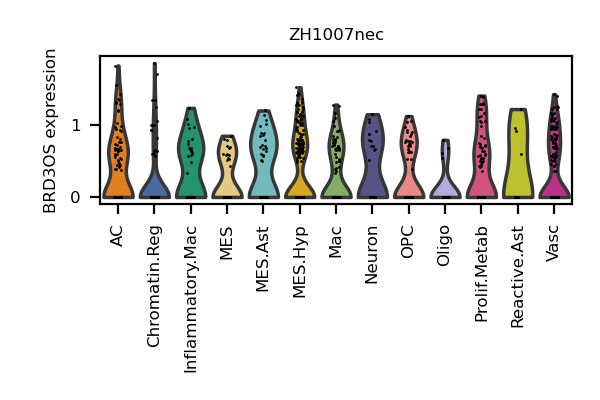 ZH1007nec
BRD3OS expression
1
0
AC
Chromatin.Reg
Inflammatory.Mac
MES
MES.Ast
MES.Hyp
Mac
Neuron
OPC
Oligo
Prolif.Metab
Reactive.Ast
Vasc